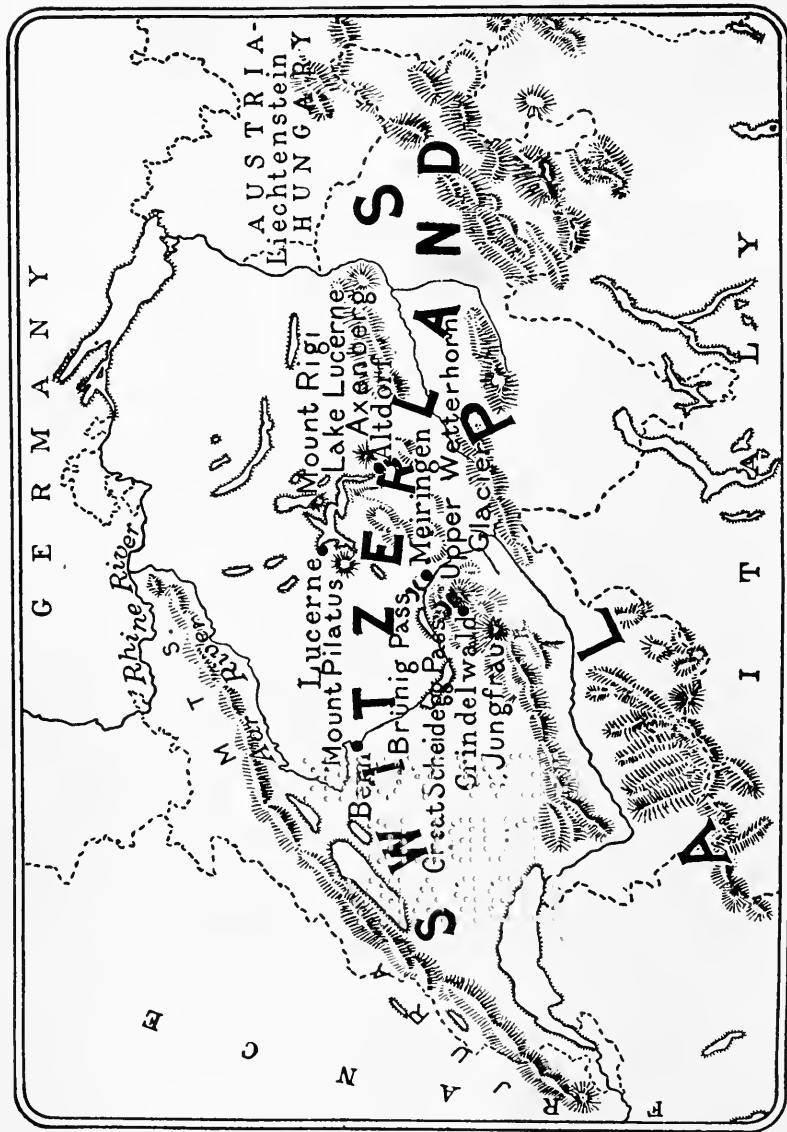 GERMANY
Rhine River
AUSTRIA-
Liechtenstein
HUNGARY
JURA MTS.
Aar River
FRANCE
Lucerne
Mount Rigi
Mount Pilatus
Lake Lucerne
Axenberg
Altdorf
Bern
Brünig Pass
Meiringen
SWITZERLAND
Great Scheidegg Pass
Upper Wetterhorn
Grindelwald
Glacier
Jungfrau
ALPS
ITALY